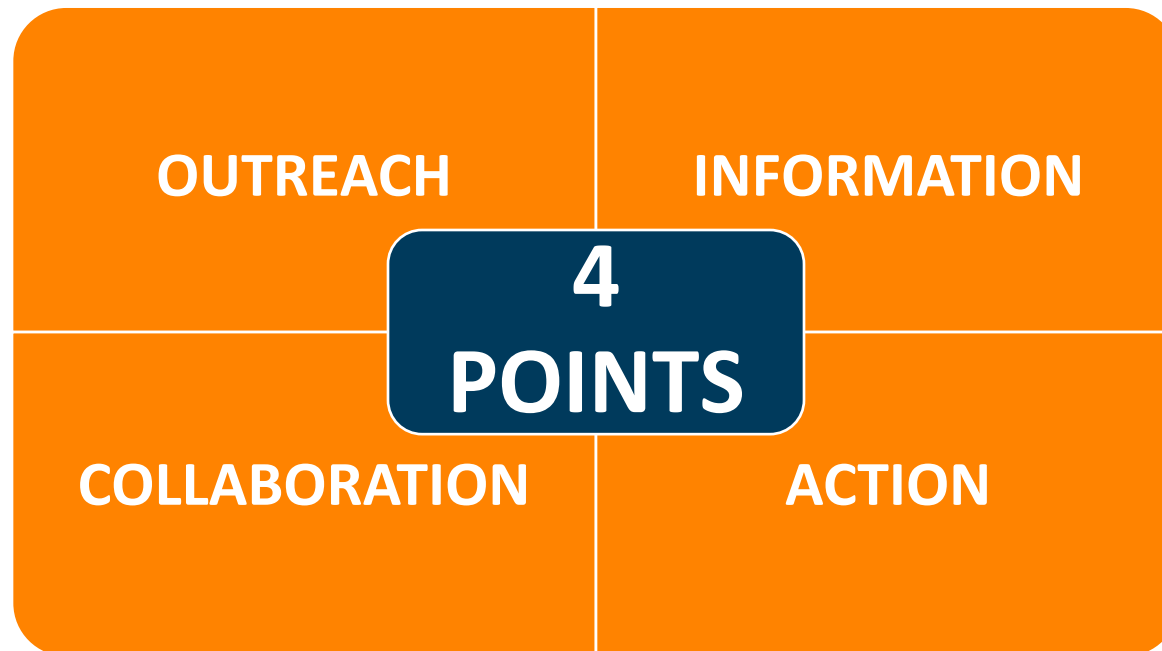 OUTREACH
INFORMATION
4
POINTS
COLLABORATION
ACTION